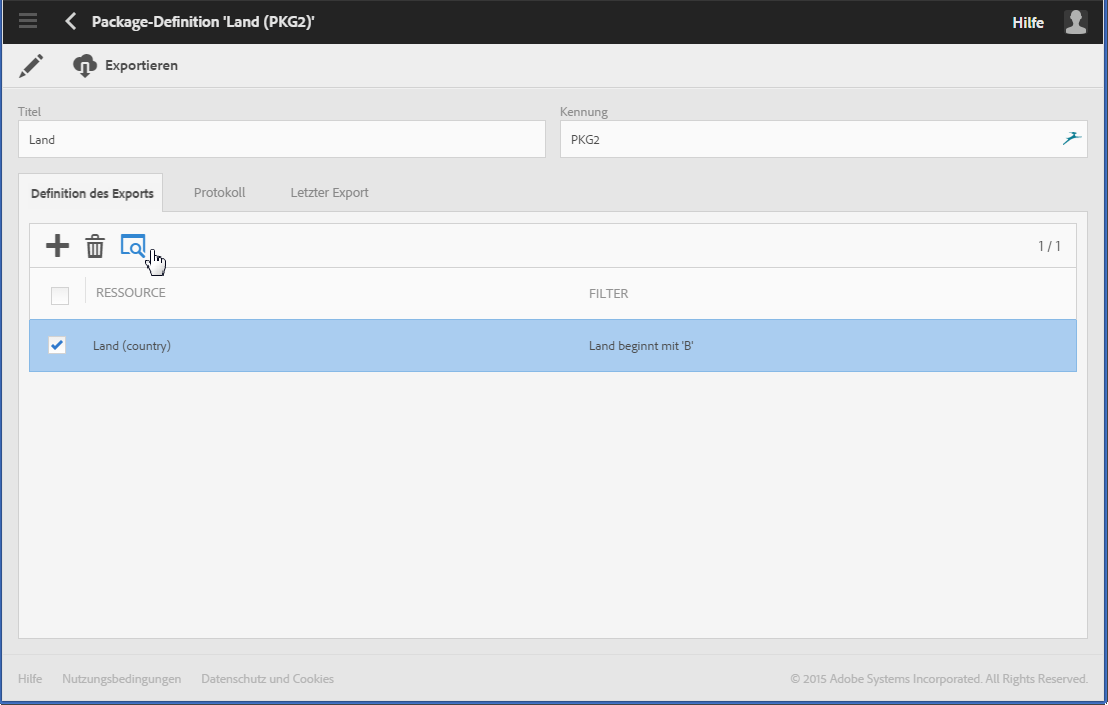 Package-Definition 'Land (PKG2)'
Hilfe
Exportieren
Titel
Kennung
Land
PKG2
Definition des Exports
Protokoll
Letzter Export
1 / 1
RESSOURCE
FILTER
Land (country)
Land beginnt mit 'B'
Hilfe
Nutzungsbedingungen
Datenschutz und Cookies
© 2015 Adobe Systems Incorporated. All Rights Reserved.